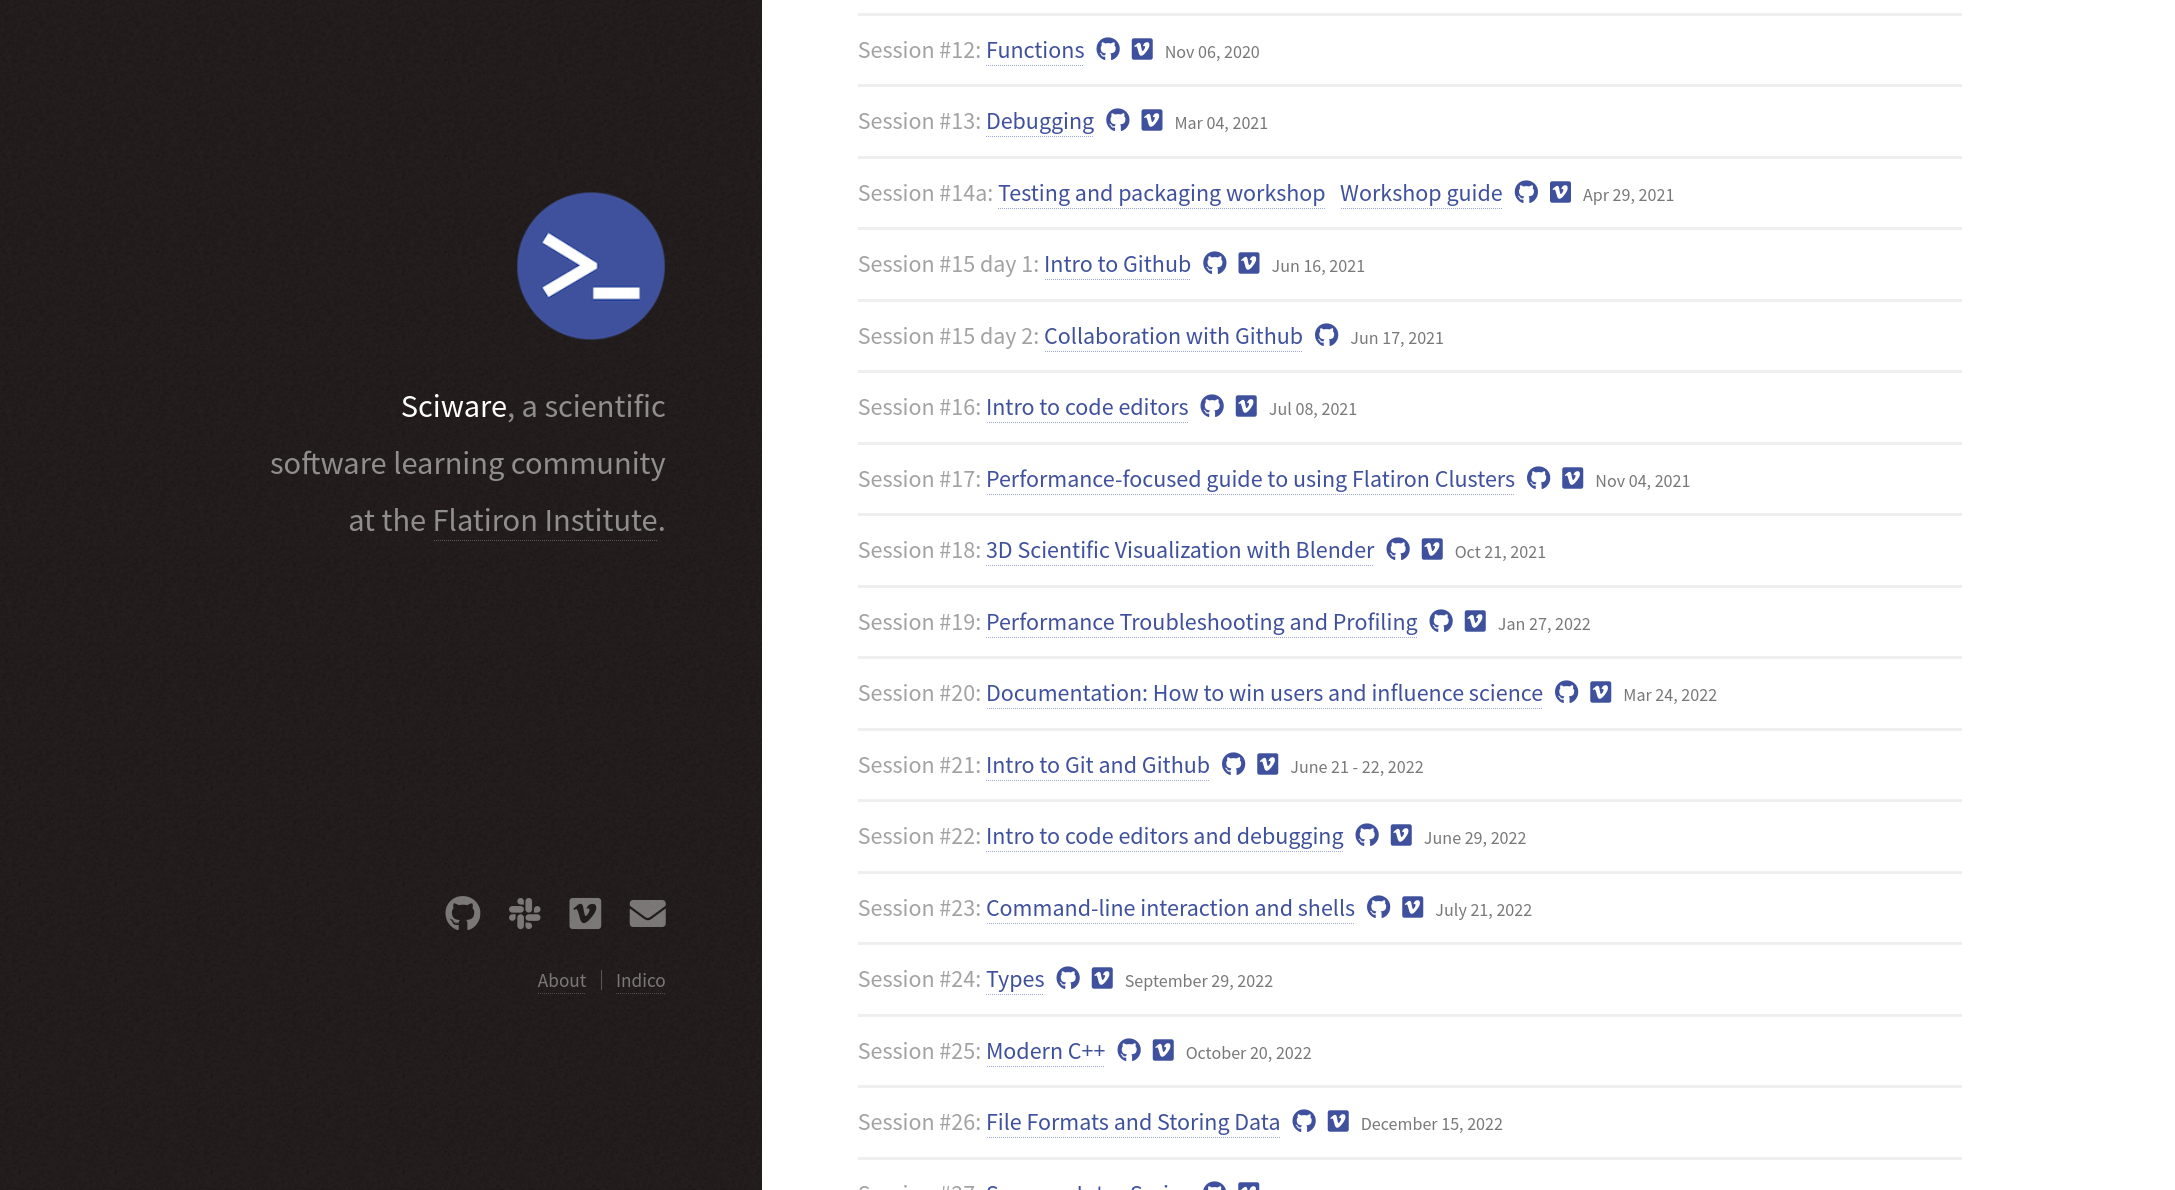 Sciware, a scientific
software learning community
at the Flatiron Institute.
About
Indico
Session #12: Functions Nov 06, 2020
Session #13: Debugging Mar 04, 2021
Session #14a: Testing and packaging workshop Workshop guide Apr 29, 2021
Session #15 day 1: Intro to Github Jun 16, 2021
Session #15 day 2: Collaboration with Github Jun 17, 2021
Session #16: Intro to code editors Jul 08, 2021
Session #17: Performance-focused guide to using Flatiron Clusters Nov 04, 2021
Session #18: 3D Scientific Visualization with Blender Oct 21, 2021
Session #19: Performance Troubleshooting and Profiling Jan 27, 2022
Session #20: Documentation: How to win users and influence science Mar 24, 2022
Session #21: Intro to Git and Github June 21 - 22, 2022
Session #22: Intro to code editors and debugging June 29, 2022
Session #23: Command-line interaction and shells July 21, 2022
Session #24: Types September 29, 2022
Session #25: Modern C++ October 20, 2022
Session #26: File Formats and Storing Data December 15, 2022